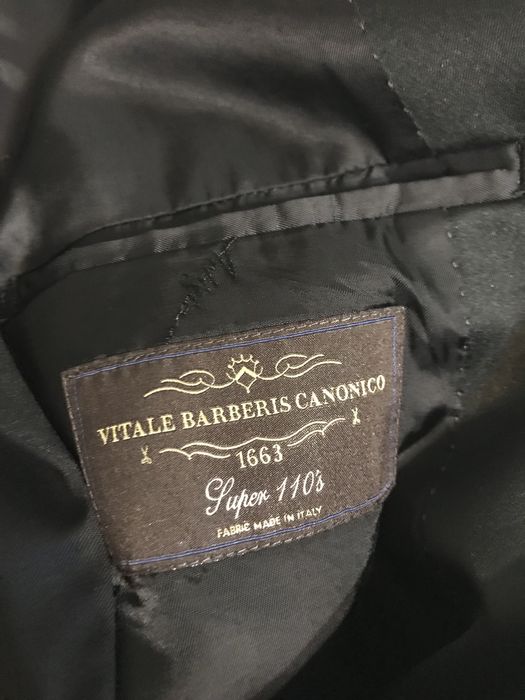 VITALE BARBERIS CANONICO
1663
Super 110's
FABRIC MADE IN ITALY